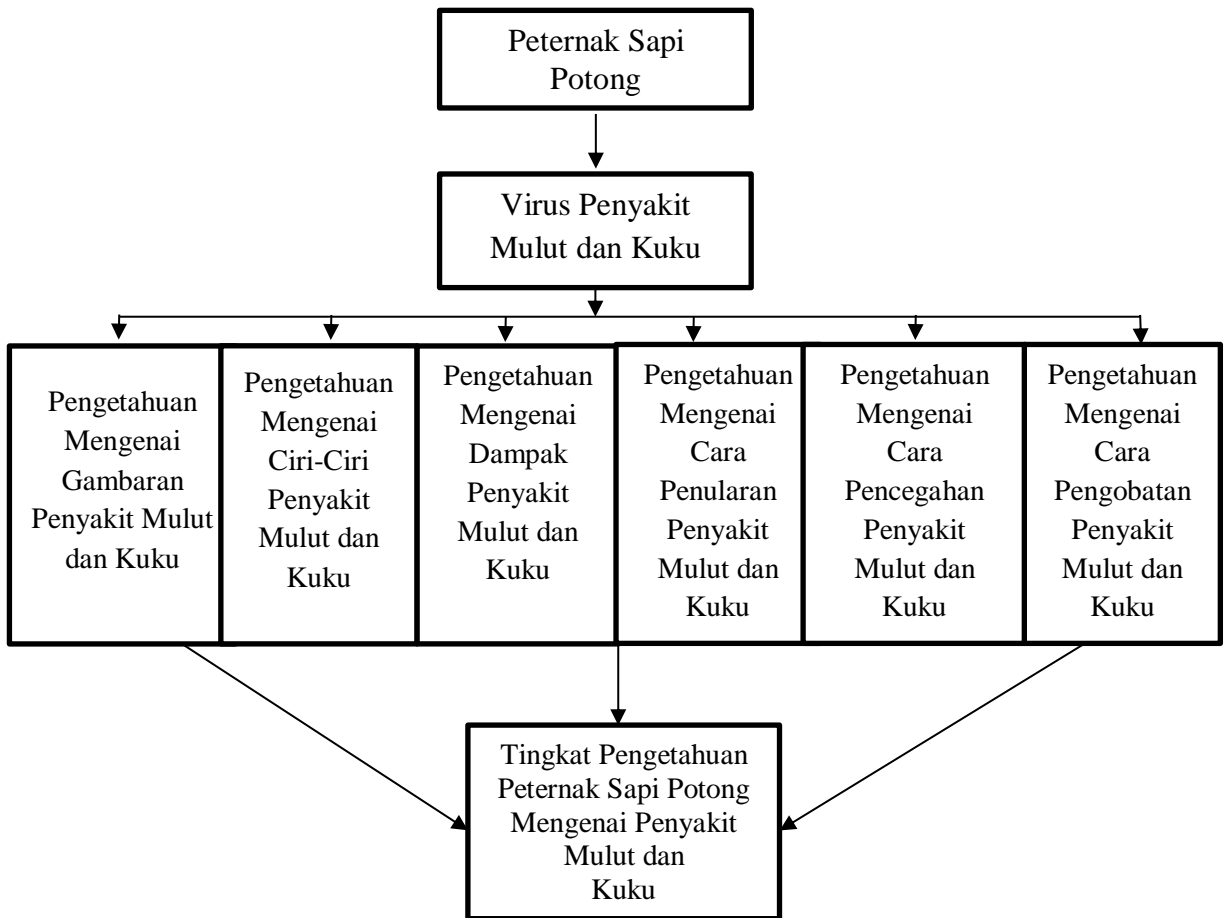 Peternak Sapi
Potong
Virus Penyakit
Mulut dan Kuku
Pengetahuan
Mengenai
Gambaran
Penyakit Mulut
dan Kuku
Pengetahuan
Mengenai
Ciri-Ciri
Penyakit
Mulut dan
Kuku
Pengetahuan
Mengenai
Dampak
Penyakit
Mulut dan
Kuku
Pengetahuan
Mengenai
Cara
Penularan
Penyakit
Mulut dan
Kuku
Pengetahuan
Mengenai
Cara
Pencegahan
Penyakit
Mulut dan
Kuku
Pengetahuan
Mengenai
Cara
Pengobatan
Penyakit
Mulut dan
Kuku
Tingkat Pengetahuan
Peternak Sapi Potong
Mengenai Penyakit
Mulut dan
Kuku